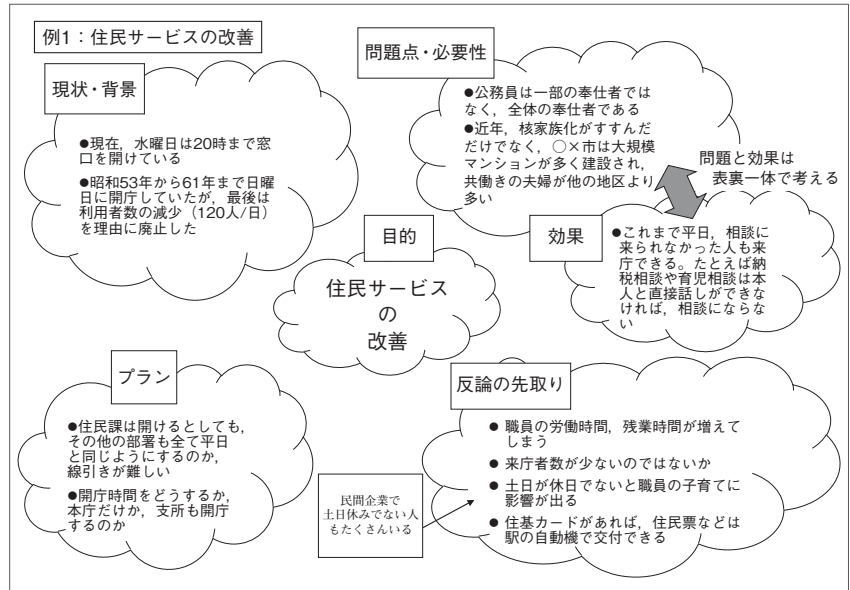 例1：住民サービスの改善
現状・背景
●現在，水曜日は20時まで窓
口を開けている
●昭和53年から61年まで日曜
日に開庁していたが，最後は
利用者数の減少（120人/日）
を理由に廃止した
問題点・必要性
●公務員は一部の奉仕者では
なく，全体の奉仕者である
●近年，核家族化がすすんだ
だけでなく，○×市は大規模
マンションが多く建設され，
共働きの夫婦が他の地区より
多い
問題と効果は
表裏一体で考える
目的
住民サービス
の
改善
効果
●これまで平日，相談に
来られなかった人も来
庁できる。たとえば納
税相談や育児相談は本
人と直接話しができな
ければ，相談にならな
い
プラン
●住民課は開けるとしても，
その他の部署も全て平日
と同じようにするのか，
線引きが難しい
●開庁時間をどうするか，
本庁だけか，支所も開庁
するのか
反論の先取り
● 職員の労働時間，残業時間が増えて
しまう
● 来庁者数が少ないのではないか
● 土日が休日でないと職員の子育てに
影響が出る
● 住基カードがあれば，住民票などは
駅の自動機で交付できる
民間企業で
土日休みでない人
もたくさんいる